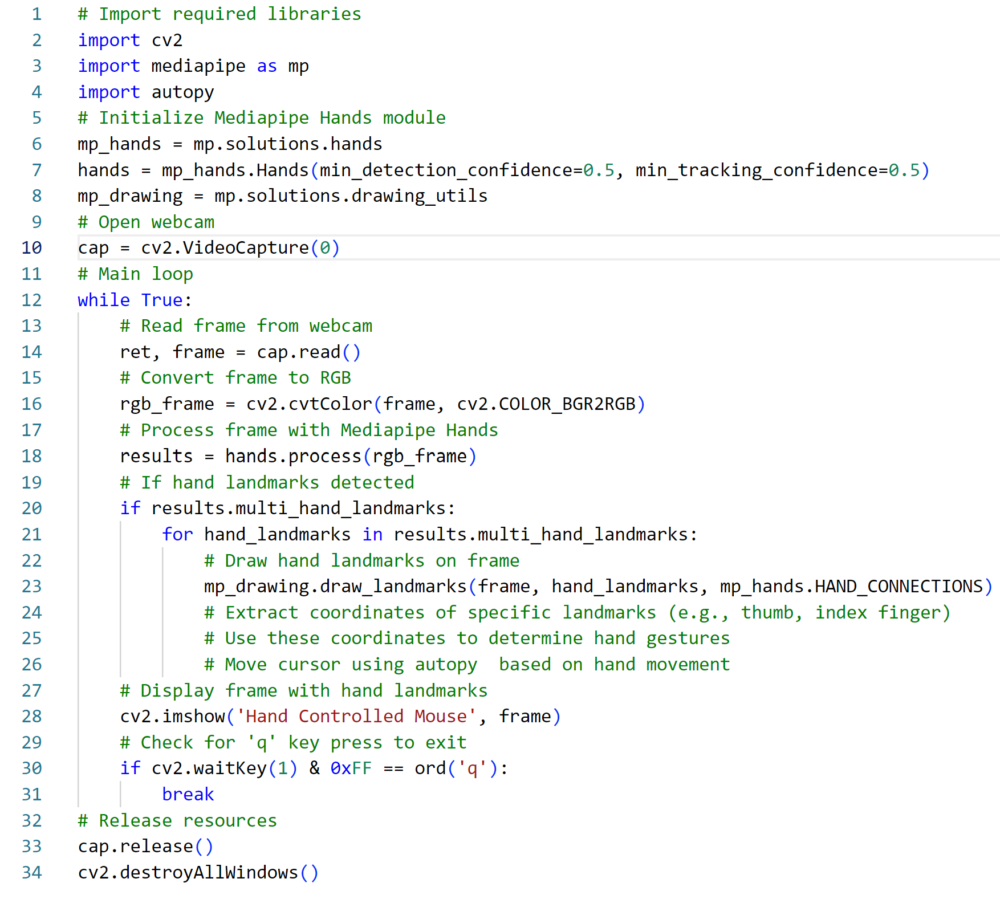 1 # Import required libraries
2 import cv2
3 import mediapipe as mp
4 import autopy
5 # Initialize Mediapipe Hands module
6 mp_hands = mp.solutions.hands
7 hands = mp_hands.Hands(min_detection_confidence=0.5, min_tracking_confidence=0.5)
8 mp_drawing = mp.solutions.drawing_utils
9 # Open webcam
10 cap = cv2.VideoCapture(0)
11 # Main loop
12 while True:
13     # Read frame from webcam
14     ret, frame = cap.read()
15     # Convert frame to RGB
16     rgb_frame = cv2.cvtColor(frame, cv2.COLOR_BGR2RGB)
17     # Process frame with Mediapipe Hands
18     results = hands.process(rgb_frame)
19     # If hand landmarks detected
20     if results.multi_hand_landmarks:
21         for hand_landmarks in results.multi_hand_landmarks:
22             # Draw hand landmarks on frame
23             mp_drawing.draw_landmarks(frame, hand_landmarks, mp_hands.HAND_CONNECTIONS)
24             # Extract coordinates of specific landmarks (e.g., thumb, index finger)
25             # Use these coordinates to determine hand gestures
26             # Move cursor using autopy  based on hand movement
27     # Display frame with hand landmarks
28     cv2.imshow('Hand Controlled Mouse', frame)
29     # Check for 'q' key press to exit
30     if cv2.waitKey(1) & 0xFF == ord('q'):
31         break
32 # Release resources
33 cap.release()
34 cv2.destroyAllWindows()